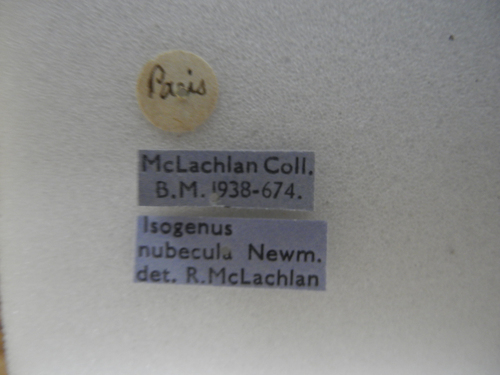 Paris
McLachlan Coll.
B.M. 1938-674.
Isogenus
nubecula Newm.
det. R.McLachlan